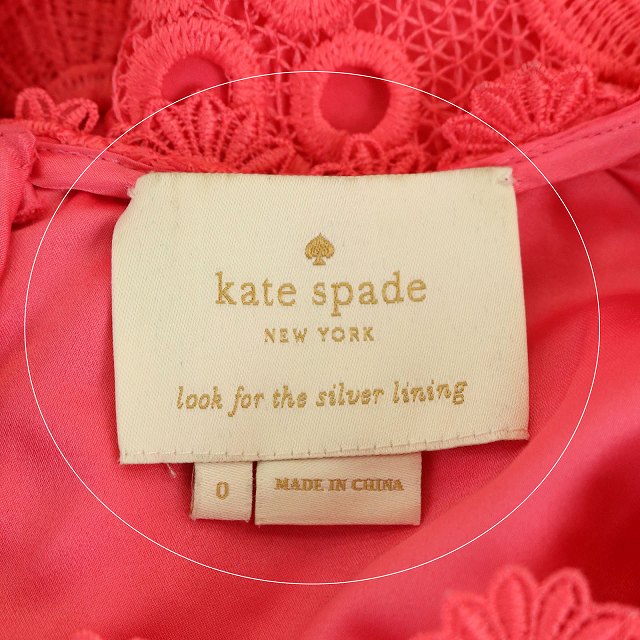 kate spade
NEW YORK
look for the silver lining
0
MADE IN CHINA